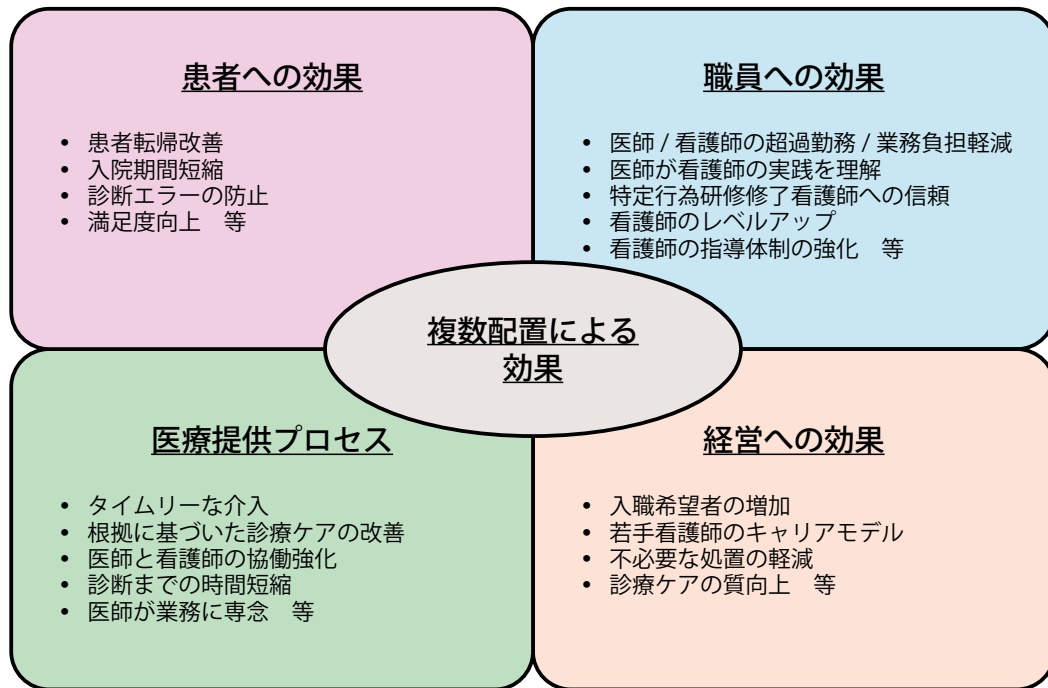 患者への効果
• 患者転帰改善
• 入院期間短縮
• 診断エラーの防止
• 満足度向上　等
職員への効果
• 医師 / 看護師の超過勤務 / 業務負担軽減
• 医師が看護師の実践を理解
• 特定行為研修修了看護師への信頼
• 看護師のレベルアップ
• 看護師の指導体制の強化　等
複数配置による
効果
医療提供プロセス
• タイムリーな介入
• 根拠に基づいた診療ケアの改善
• 医師と看護師の協働強化
• 診断までの時間短縮
• 医師が業務に専念　等
経営への効果
• 入職希望者の増加
• 若手看護師のキャリアモデル
• 不必要な処置の軽減
• 診療ケアの質向上　等